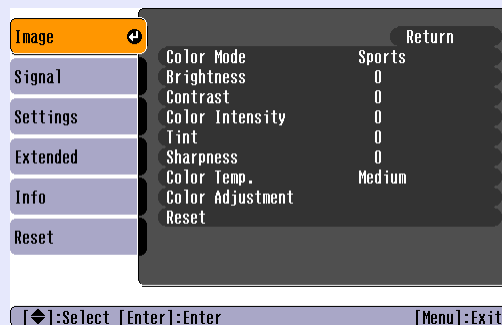 Image
Signal
Settings
Extended
Info
Reset
Return
Color Mode Sports
Brightness 0
Contrast 0
Color Intensity 0
Tint 0
Sharpness 0
Color Temp. Medium
Color Adjustment
Reset
[◆]:Select [Enter]:Enter [Menu]:Exit